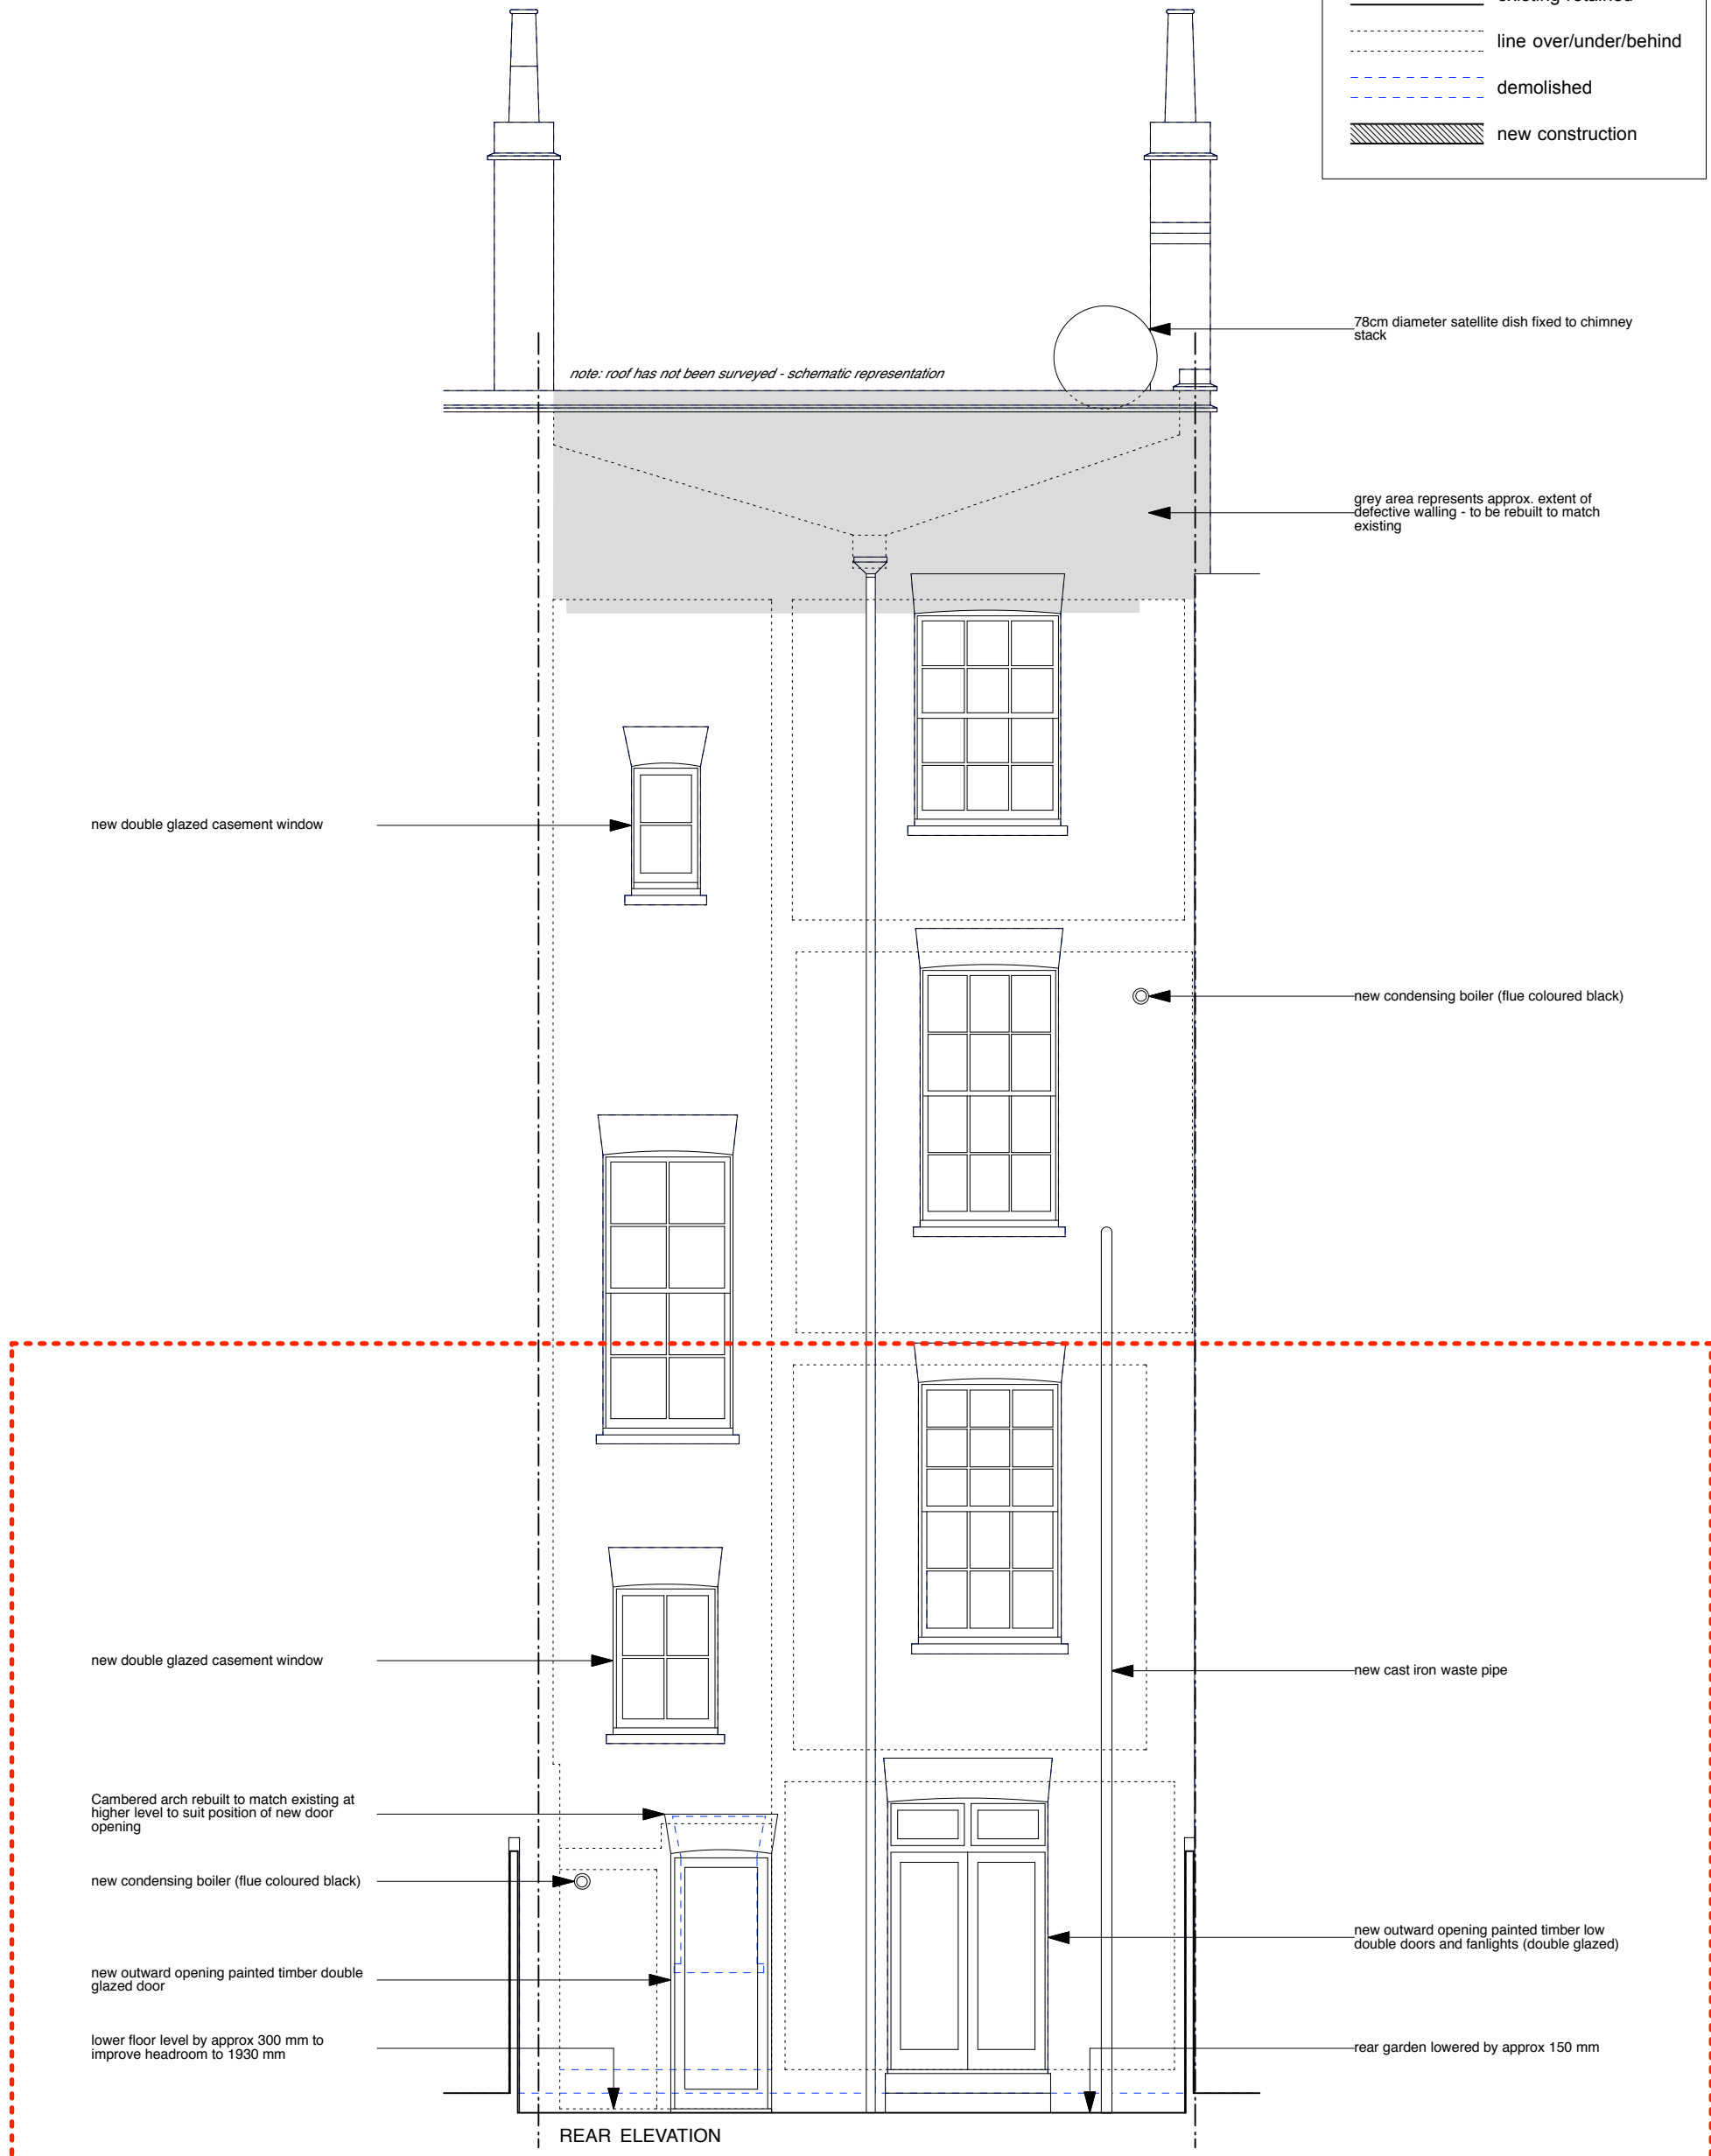 existing retained
line over/under/behind
demolished
new construction
78cm diameter satellite dish fixed to chimney
stack
note: roof has not been surveyed - schematic representation
grey area represents approx. extent of
defective walling - to be rebuilt to match
existing
new double glazed casement window
new condensing boiler (flue coloured black)
new double glazed casement window
new cast iron waste pipe
Cambered arch rebuilt to match existing at
higher level to suit position of new door
opening
new condensing boiler (flue coloured black)
new outward opening painted timber low
double doors and fanlights (double glazed)
new outward opening painted timber double
glazed door
lower floor level by approx 300 mm to
improve headroom to 1930 mm
rear garden lowered by approx 150 mm
REAR ELEVATION